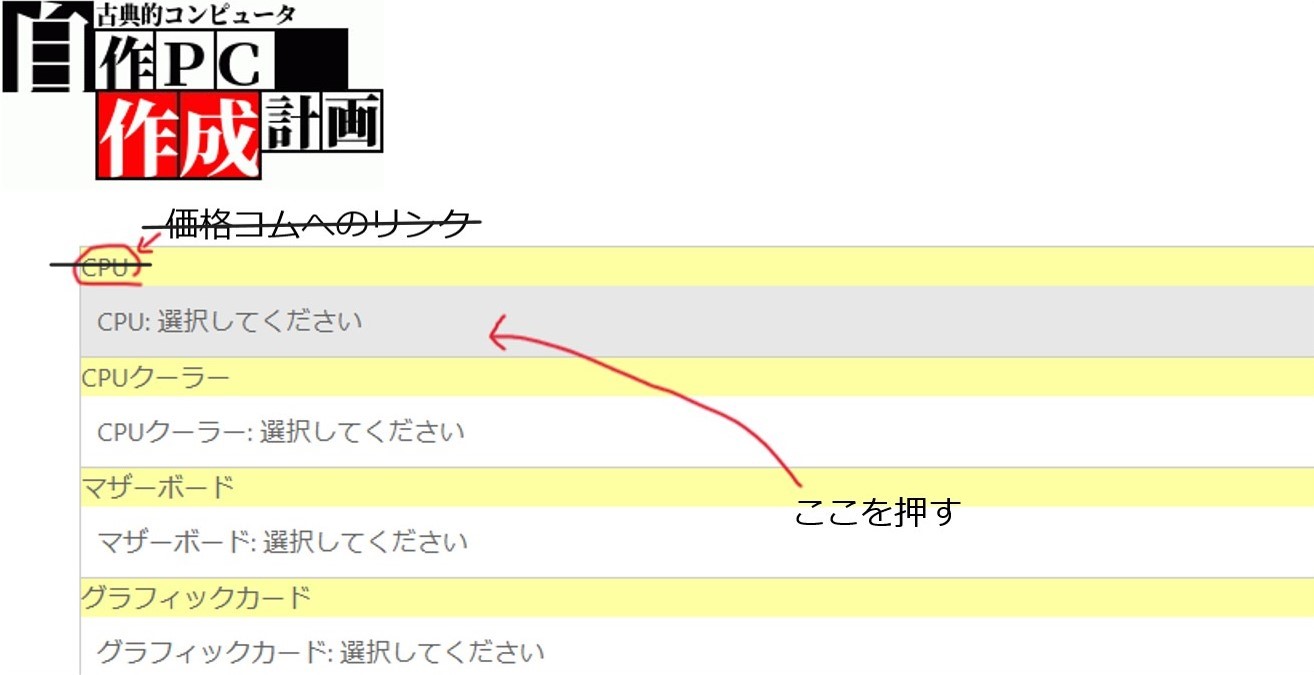 古典的コンピュータ
自作PC
作成計画
価格コムへのリンク
CPU
CPU: 選択してください
CPUクーラー
CPUクーラー: 選択してください
マザーボード
ここを押す
マザーボード: 選択してください
グラフィックカード
グラフィックカード: 選択してください